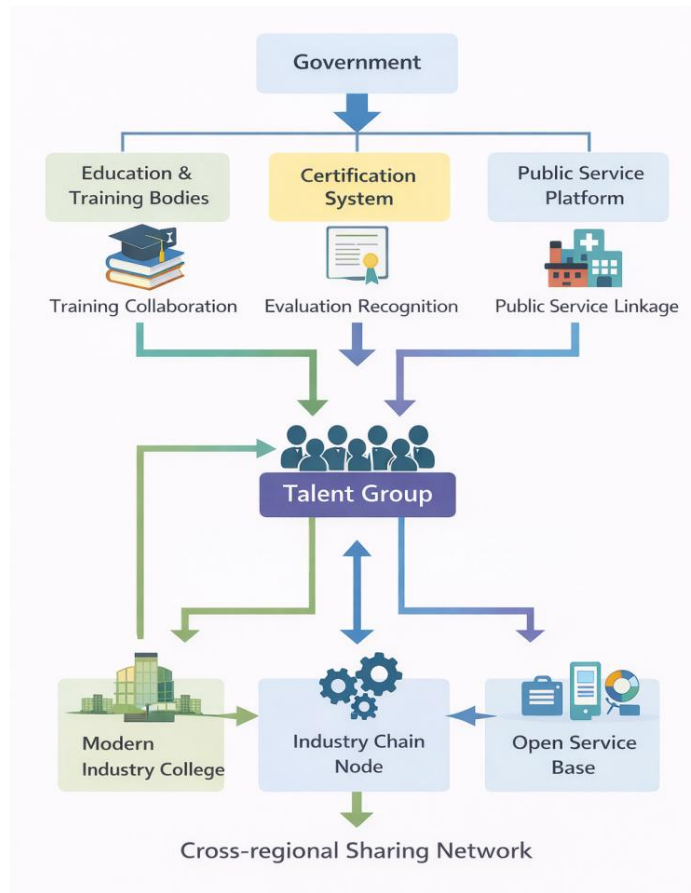 Government
Education &
Training Bodies
Certification
System
Public Service
Platform
Training Collaboration
Evaluation Recognition
Public Service Linkage
Talent Group
Modern
Industry College
Industry Chain
Node
Open Service
Base
Cross-regional Sharing Network